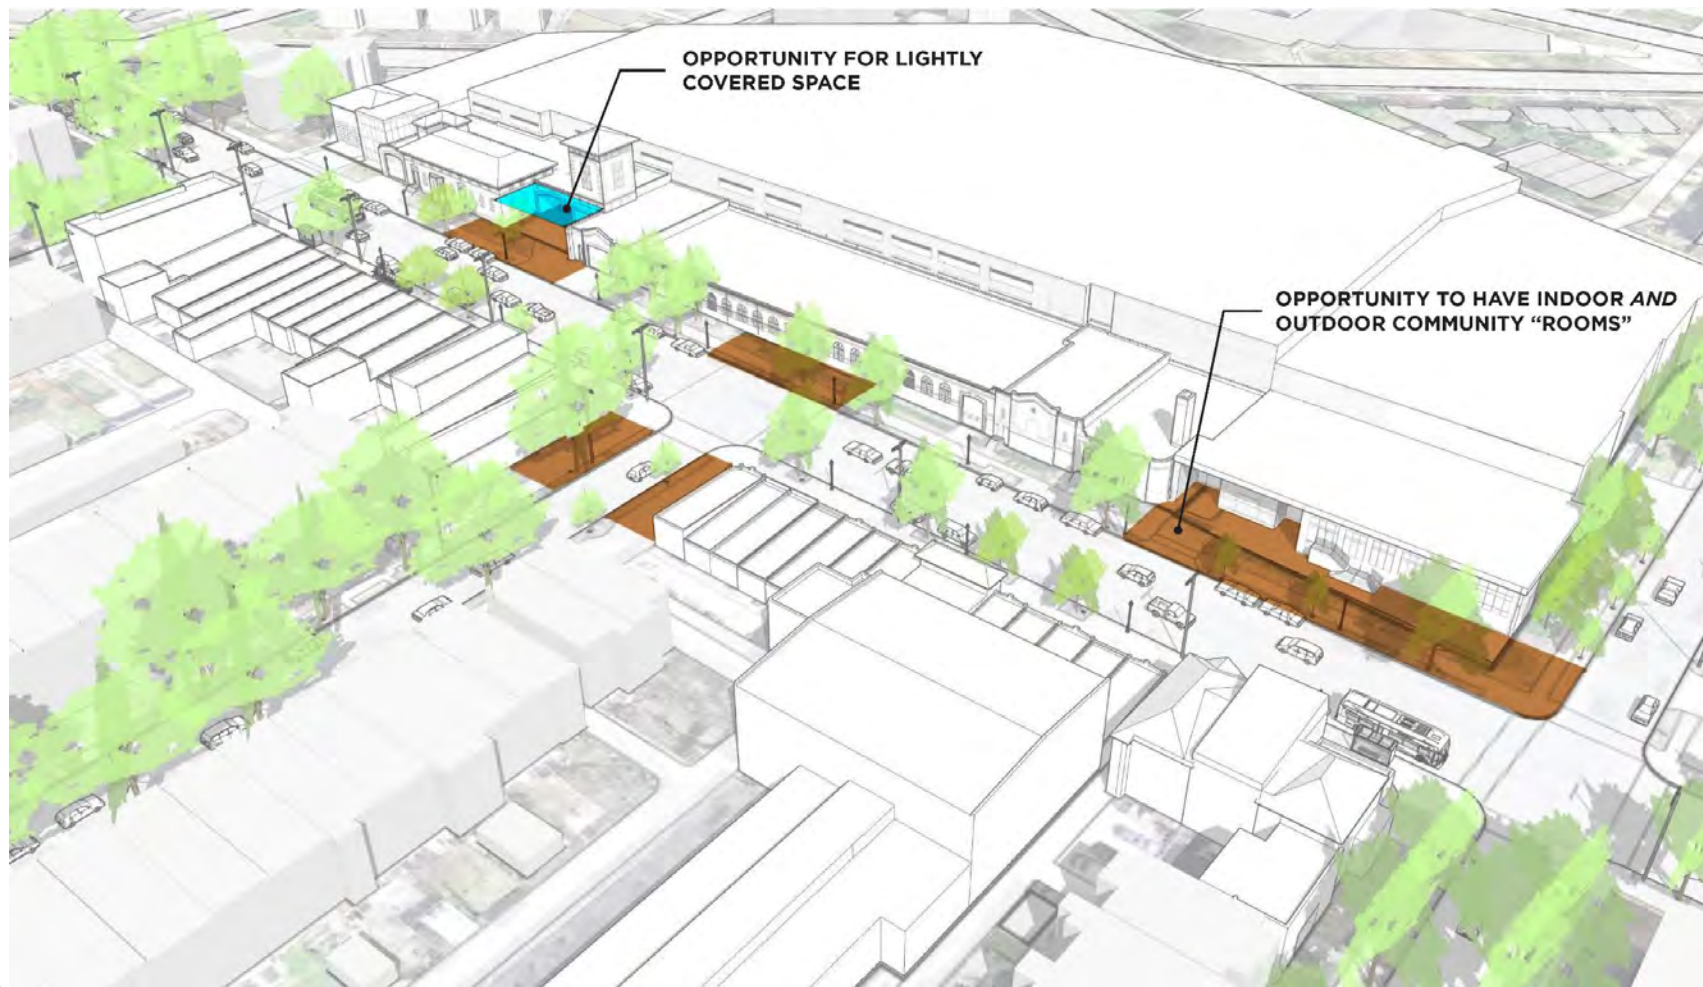 OPPORTUNITY FOR LIGHTLY
COVERED SPACE
OPPORTUNITY TO HAVE INDOOR AND
OUTDOOR COMMUNITY “ROOMS”